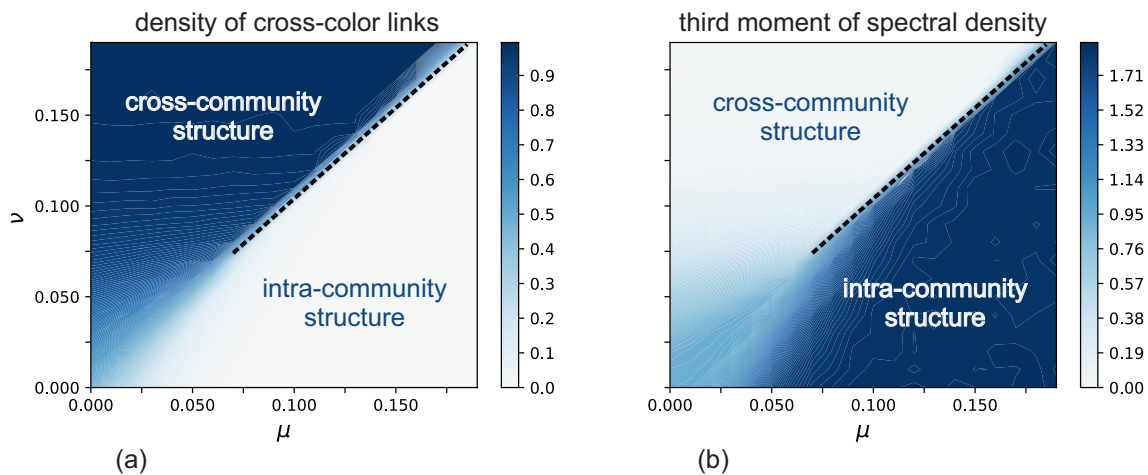 density of cross-color links
cross-community
structure
intra-community
structure
ν
0.150
0.100
0.050
0.000
0.000
0.050
0.100
0.150
μ
0.9
0.8
0.7
0.6
0.5
0.4
0.3
0.2
0.1
0.0
(a)
third moment of spectral density
cross-community
structure
intra-community
structure
0.000
0.050
0.100
0.150
μ
1.71
1.52
1.33
1.14
0.95
0.76
0.57
0.38
0.19
0.00
(b)